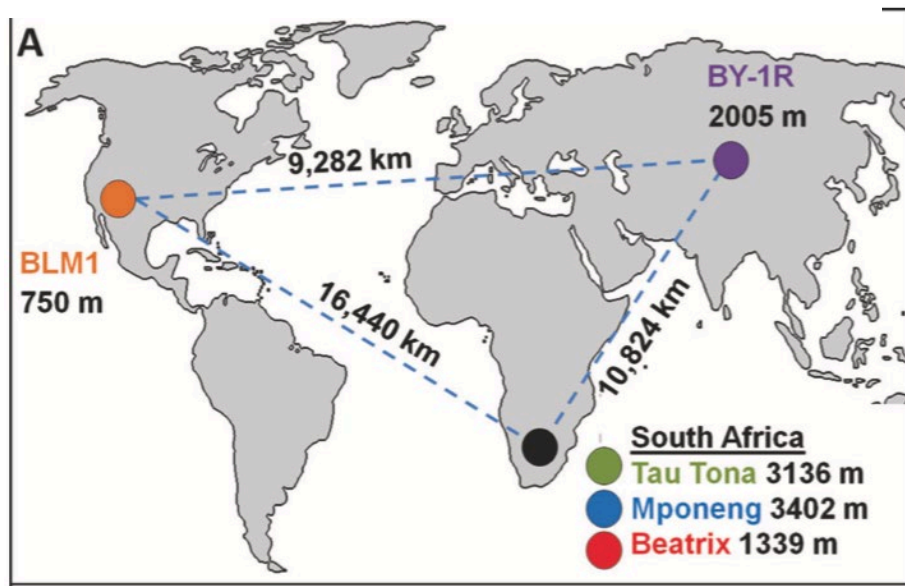 A
BY-1R
2005 m
9,282 km
BLM1
750 m
16,440 km
10,824 km
South Africa
Tau Tona 3136 m
Mponeng 3402 m
Beatrix 1339 m